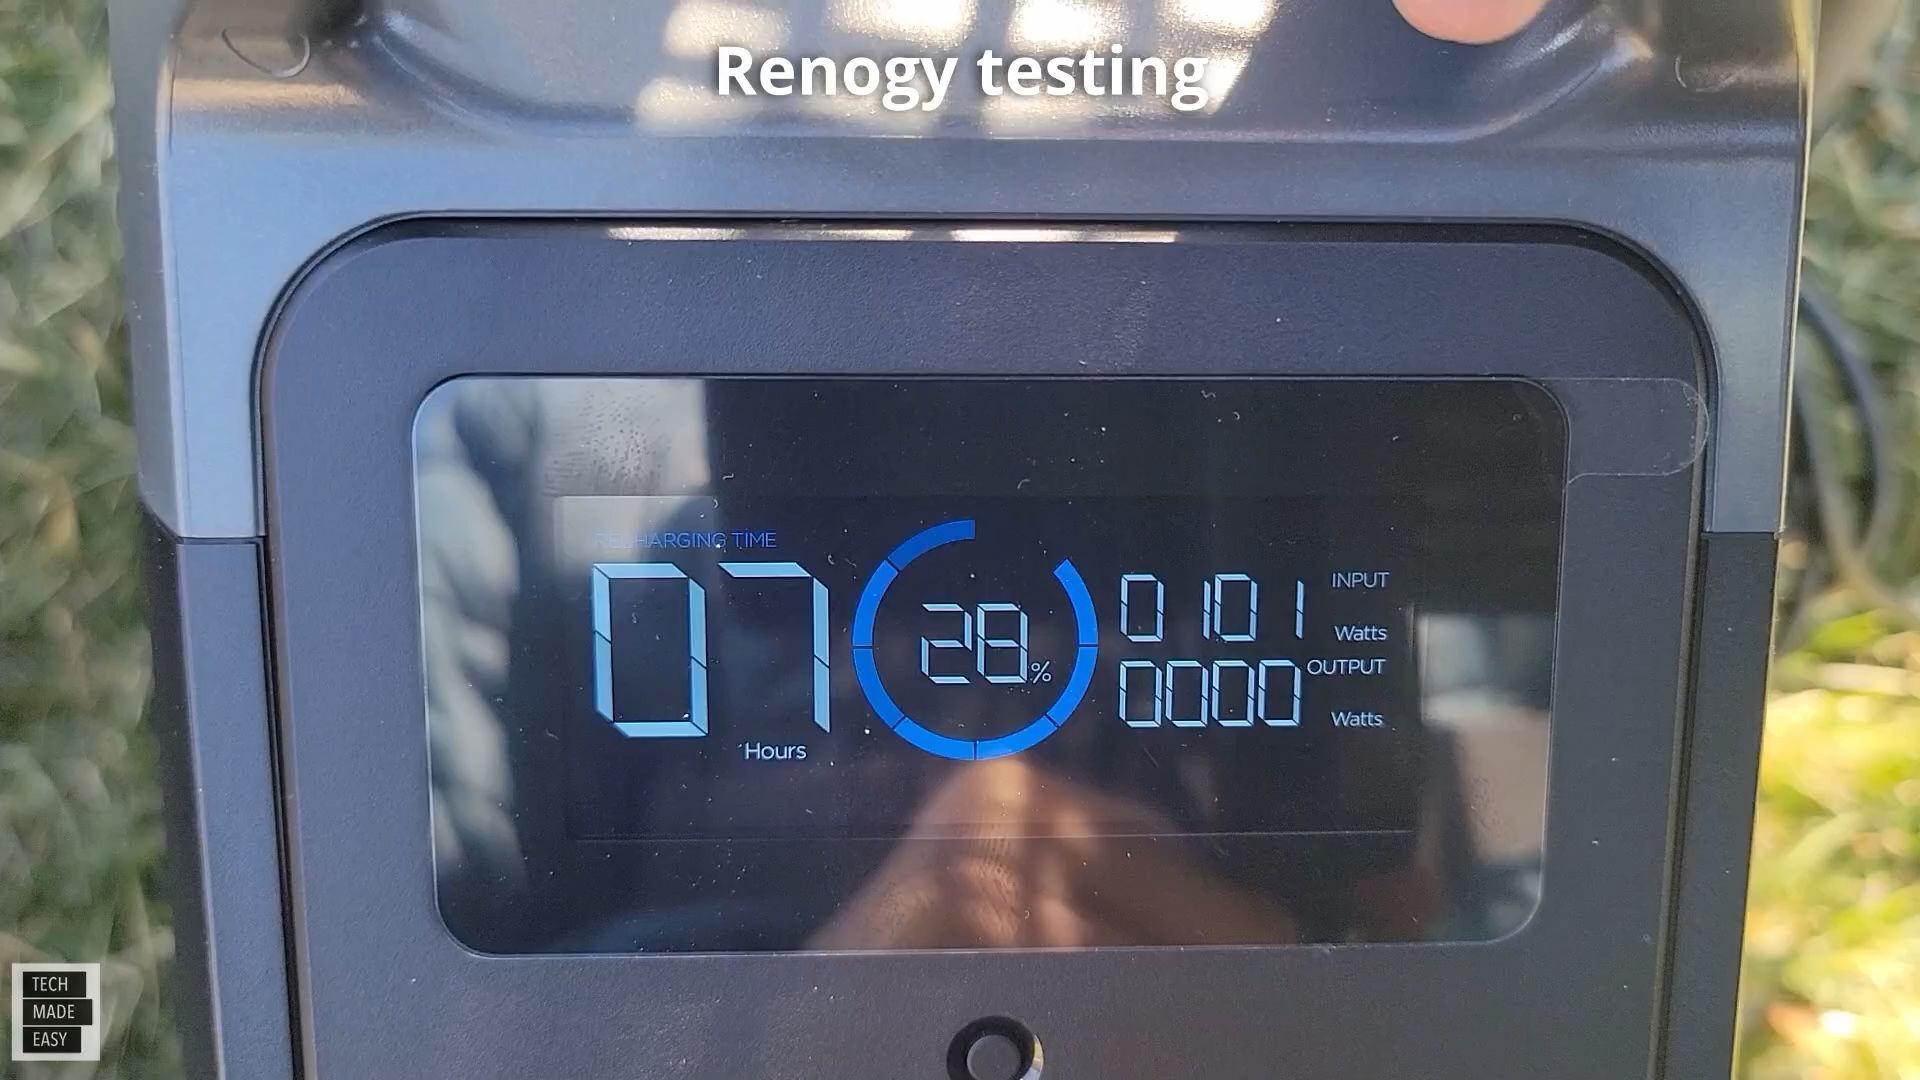 Renogy testing
RECHARGING TIME
07
Hours
28%
0101
INPUT
Watts
0000
OUTPUT
Watts
TECH
MADE
EASY